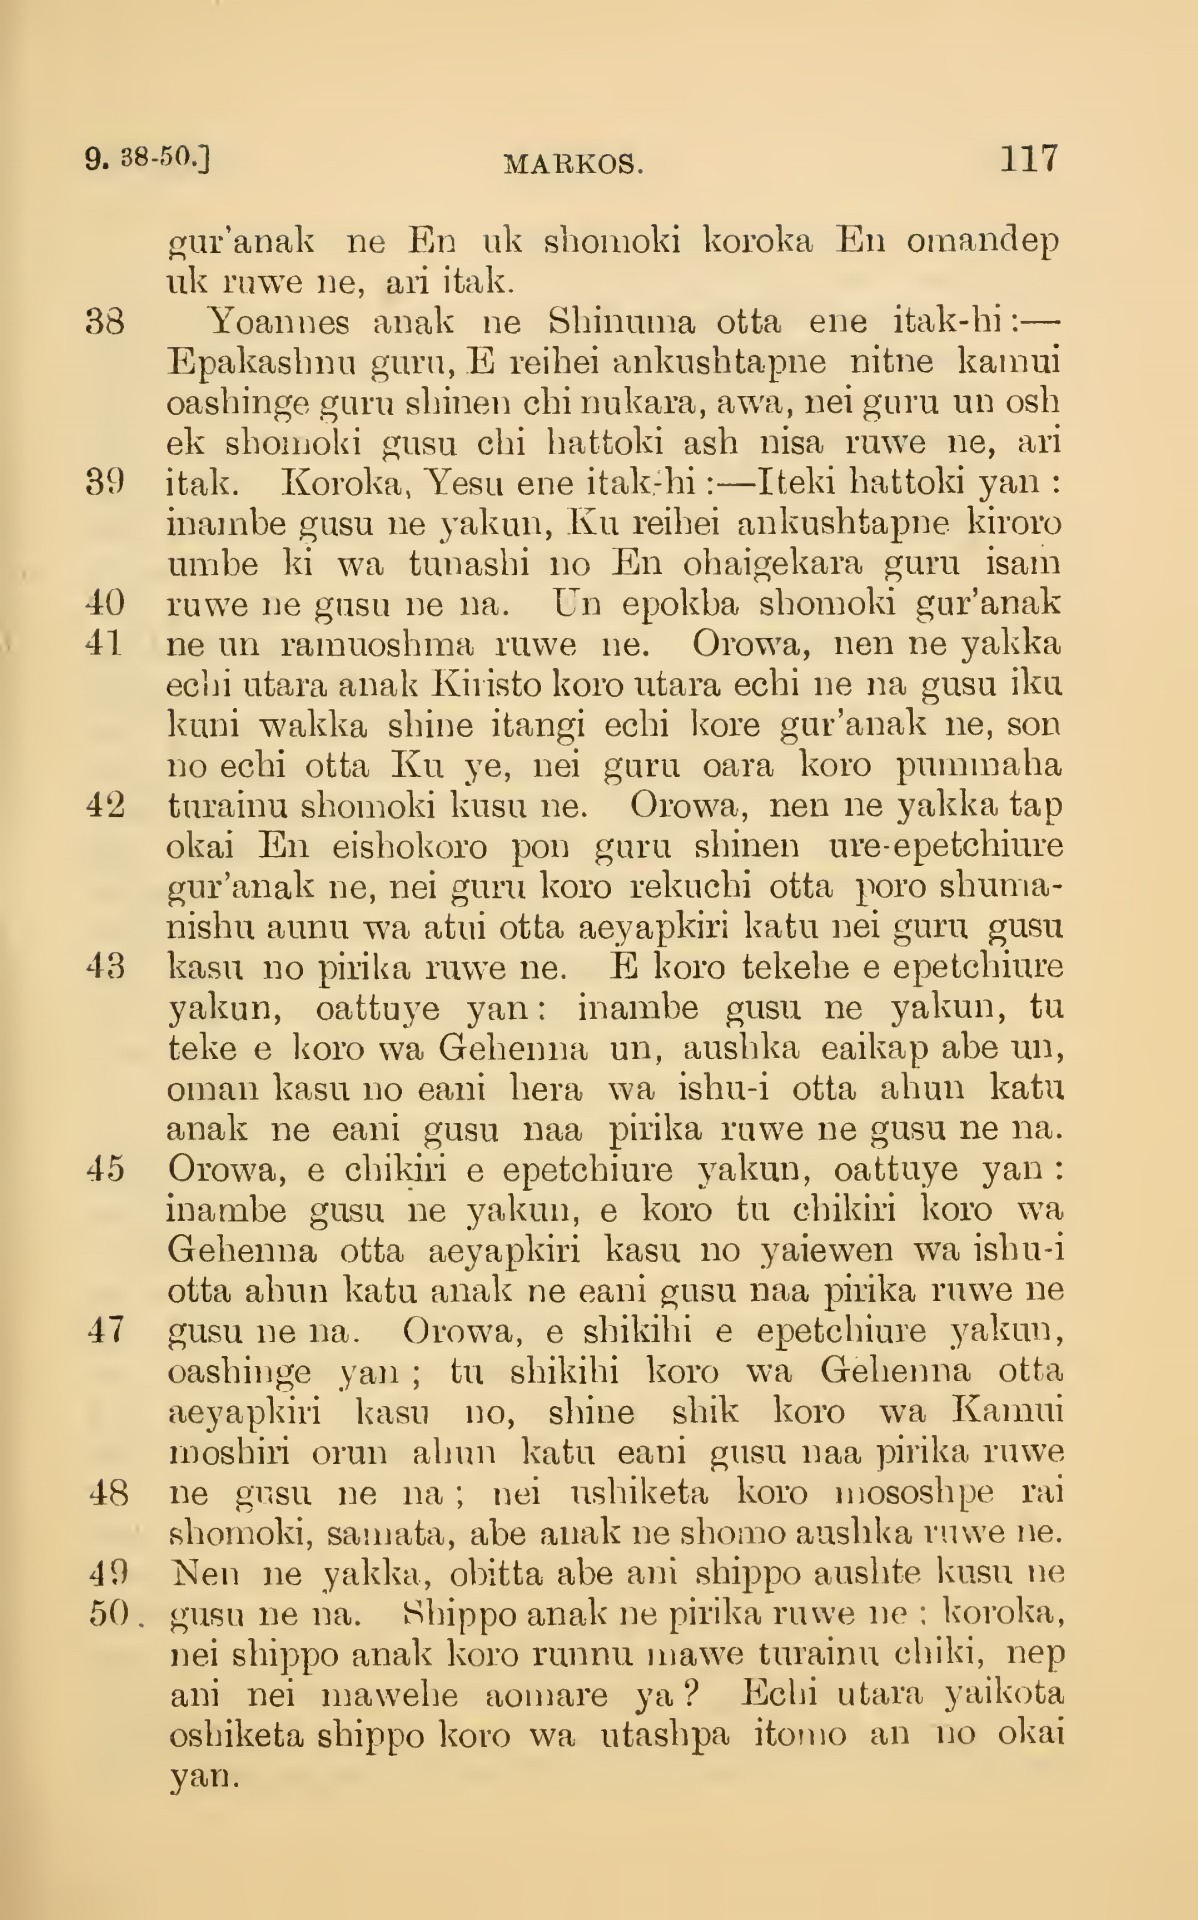 9. 38-50.] MARKOS. 117
gur'anak ne En uk shomoki koroka En omandep
uk ruwe ne, ari itak.
38 Yoannes anak ne Shinuma otta ene itak-hi:—
Epakashnu guru, E reihei ankushtapne nitne kamui
oashinge guru shinen chi nukara, awa, nei guru un osh
ek shomoki gusu chi hattoki ash nisa ruwe ne, ari
39 itak. Koroka, Yesu ene itak-hi:—Iteki hattoki yan:
inambe gusu ne yakun, Ku reihei ankushtapne kiroro
umbe ki wa tunashi no En ohaigekara guru isam
40 ruwe ne gusu ne na. Un epokba shomoki gur'anak
41 ne un ramuoshma ruwe ne. Orowa, nen ne yakka
echi utara anak Kiristo koro utara echi ne na gusu iku
kuni wakka shine itangi echi kore gur'anak ne, son
no echi otta Ku ye, nei guru oara koro pummaha
42 turainu shomoki kusu ne. Orowa, nen ne yakka tap
okai En eishokoro pon guru shinen ure-epetchiure
gur'anak ne, nei guru koro rekuchi otta poro shuma-
nishu aunu wa atui otta aeyapkiri katu nei guru gusu
43 kasu no pirika ruwe ne. E koro tekehe e epetchiure
yakun, oattuye yan: inambe gusu ne yakun, tu
teke e koro wa Gehenna un, aushka eaikap abe un,
oman kasu no eani hera wa ishu-i otta ahun katu
anak ne eani gusu naa pirika ruwe ne gusu ne na.
45 Orowa, e chikiri e epetchiure yakun, oattuye yan:
inambe gusu ne yakun, e koro tu chikiri koro wa
Gehenna otta aeyapkiri kasu no yaiewen wa ishu-i
otta ahun katu anak ne eani gusu naa pirika ruwe ne
47 gusu ne na. Orowa, e shikihi e epetchiure yakun,
oashinge yan; tu shikihi koro wa Gehenna otta
aeyapkiri kasu no, shine shik koro wa Kamui
moshiri orun ahun katu eani gusu naa pirika ruwe
48 ne gusu ne na; nei ushiketa koro mososhpe rai
shomoki, samata, abe anak ne shomo aushka ruwe ne.
49 Nen ne yakka, obitta abe ani shippo aushte kusu ne
50. gusu ne na. Shippo anak ne pirika ruwe ne; koroka,
nei shippo anak koro runnu mawe turainu chiki, nep
ani nei mawehe aomare ya? Echi utara yaikota
oshiketa shippo koro wa utashpa itomo an no okai
yan.